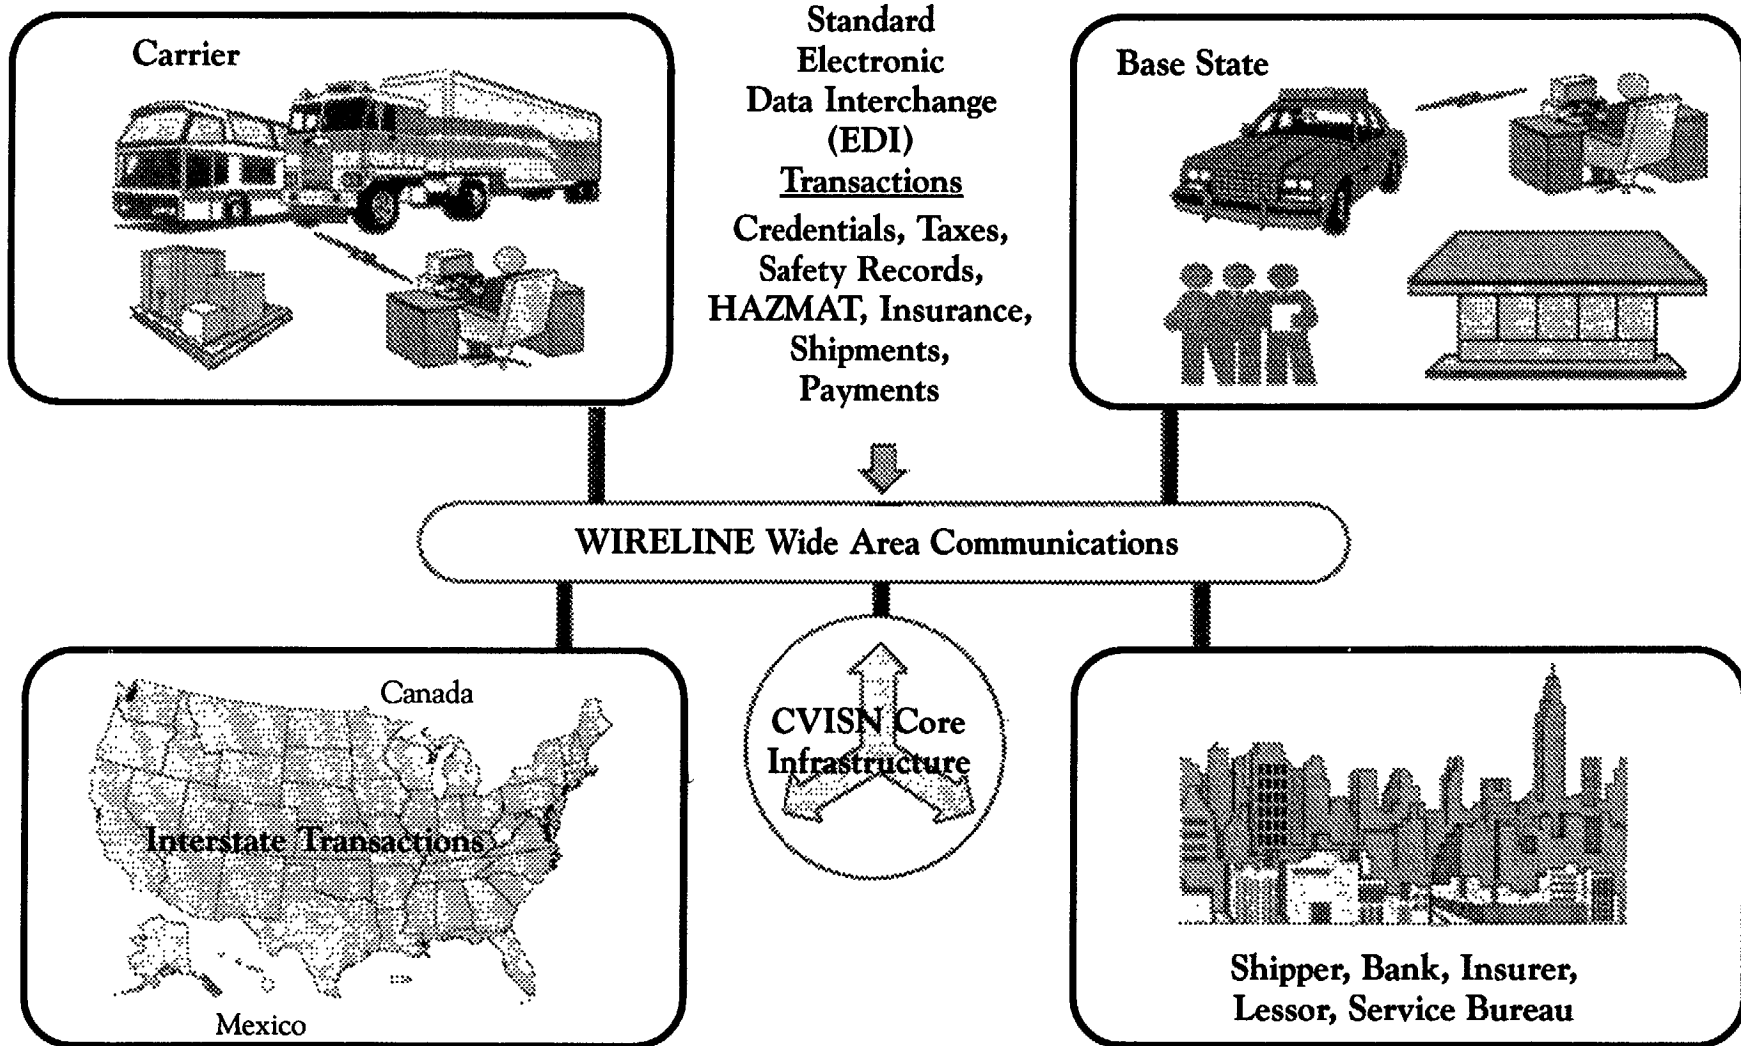 Carrier
Standard
Electronic
Data Interchange
(EDI)
Transactions
Credentials, Taxes,
Safety Records,
HAZMAT, Insurance,
Shipments,
Payments
Base State
WIRELINE Wide Area Communications
Canada
Interstate Transactions
Mexico
CVISN Core
Infrastructure
Shipper, Bank, Insurer,
Lessor, Service Bureau